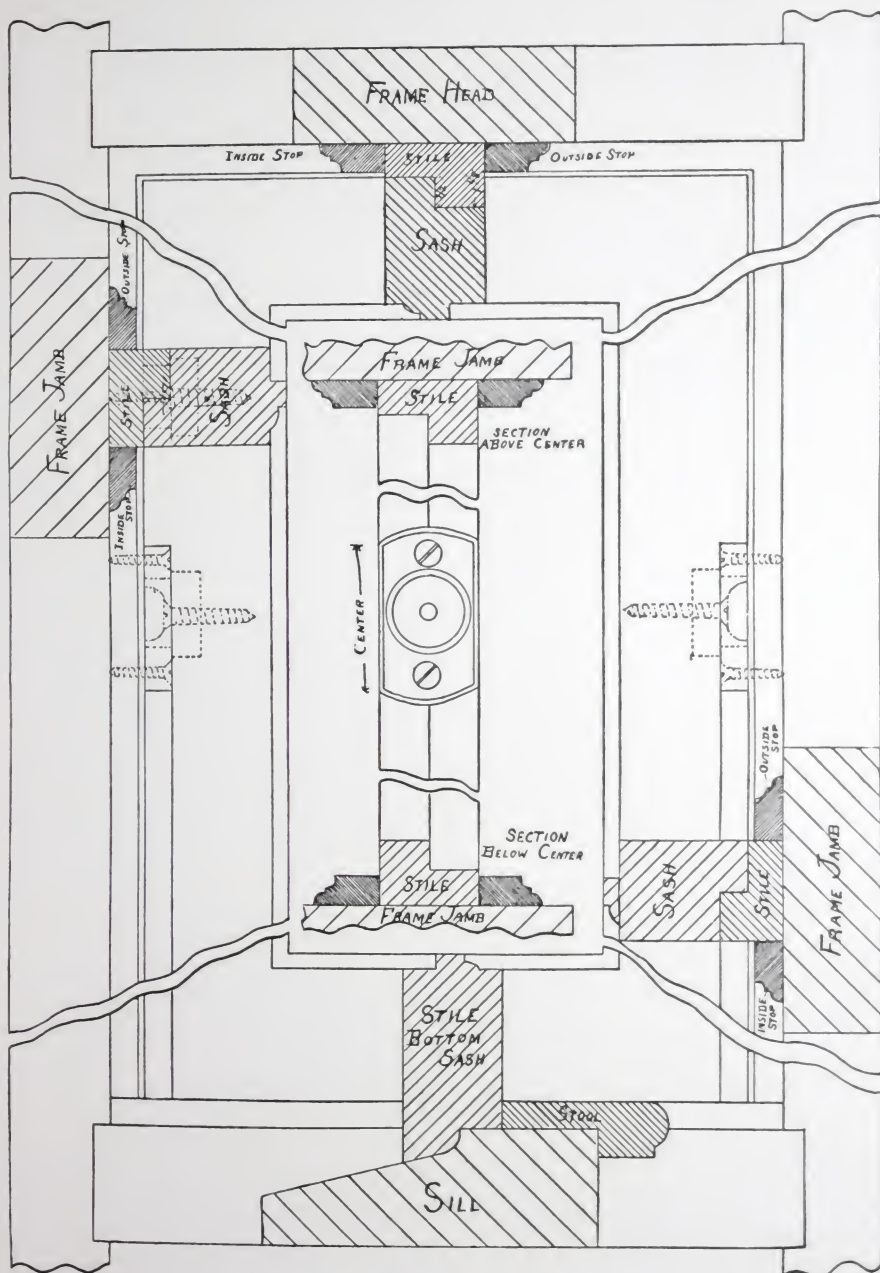 FRAME HEAD
INSIDE STOP
STILE
OUTSIDE STOP
SASH
OUTSIDE STOP
FRAME JAMB
STILE
SASH
INSIDE STOP
FRAME JAMB
STILE
SECTION
ABOVE CENTER
CENTER
SECTION
BELOW CENTER
STILE
FRAME JAMB
OUTSIDE STOP
SASH
STILE
FRAME JAMB
INSIDE STOP
STILE
BOTTOM
SASH
STOOL
SILL